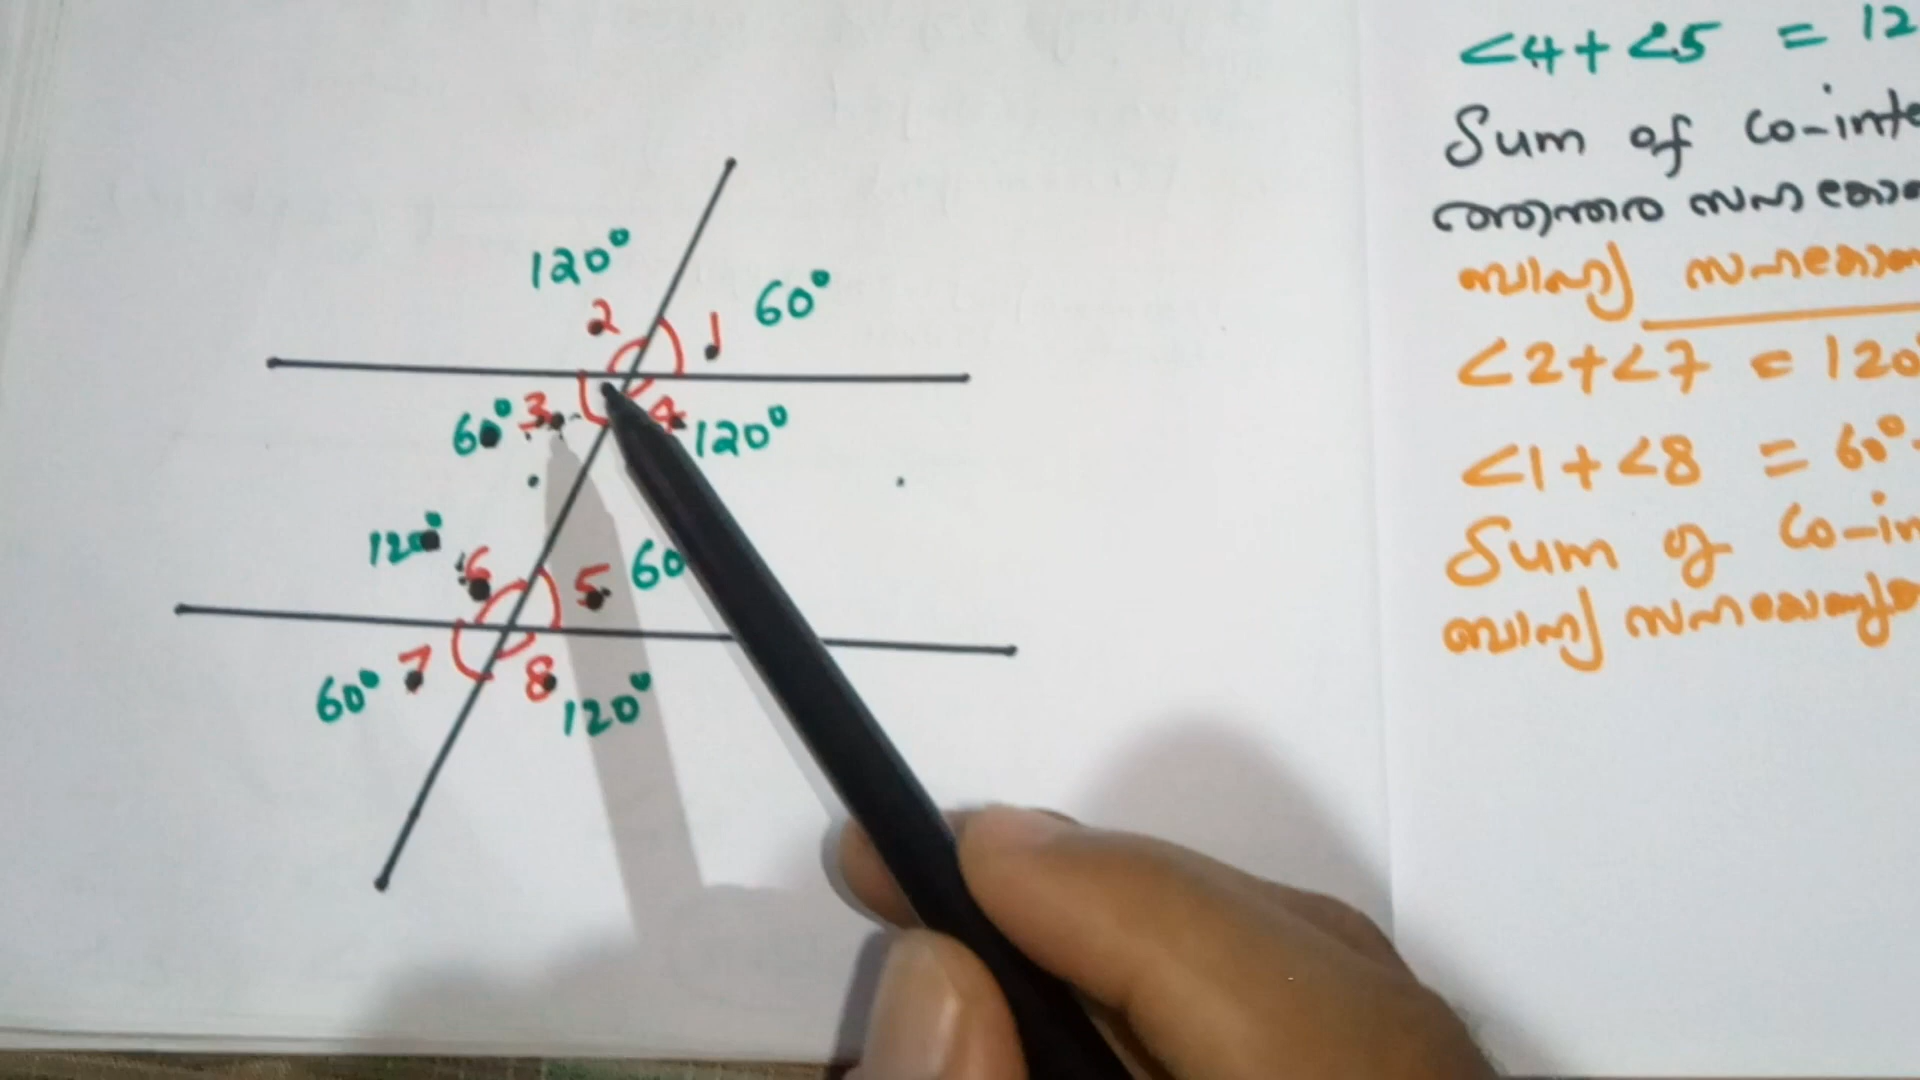 120°
2
1
60°
60°
3
4
120°
120°
6
5
60
7
60°
8
120°
<4+<5 = 12
Sum of Co-inte
ബാഹ്യ
<2+<7 = 120°
<1+<8 = 60°
Sum of Co-in
ബാഹ്യ